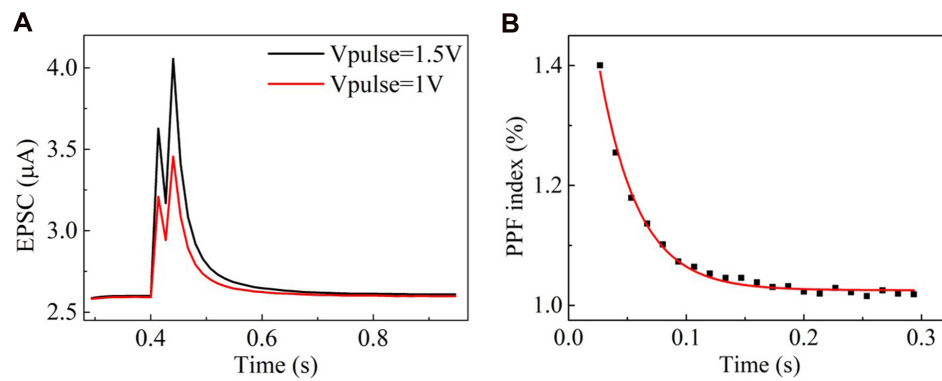 A
EPSC (μA)
4.0
3.5
3.0
2.5
Vpulse=1.5V
Vpulse=1V
0.4
0.6
0.8
Time (s)
B
PPF index (%)
1.4
1.2
1.0
0.0
0.1
0.2
0.3
Time (s)